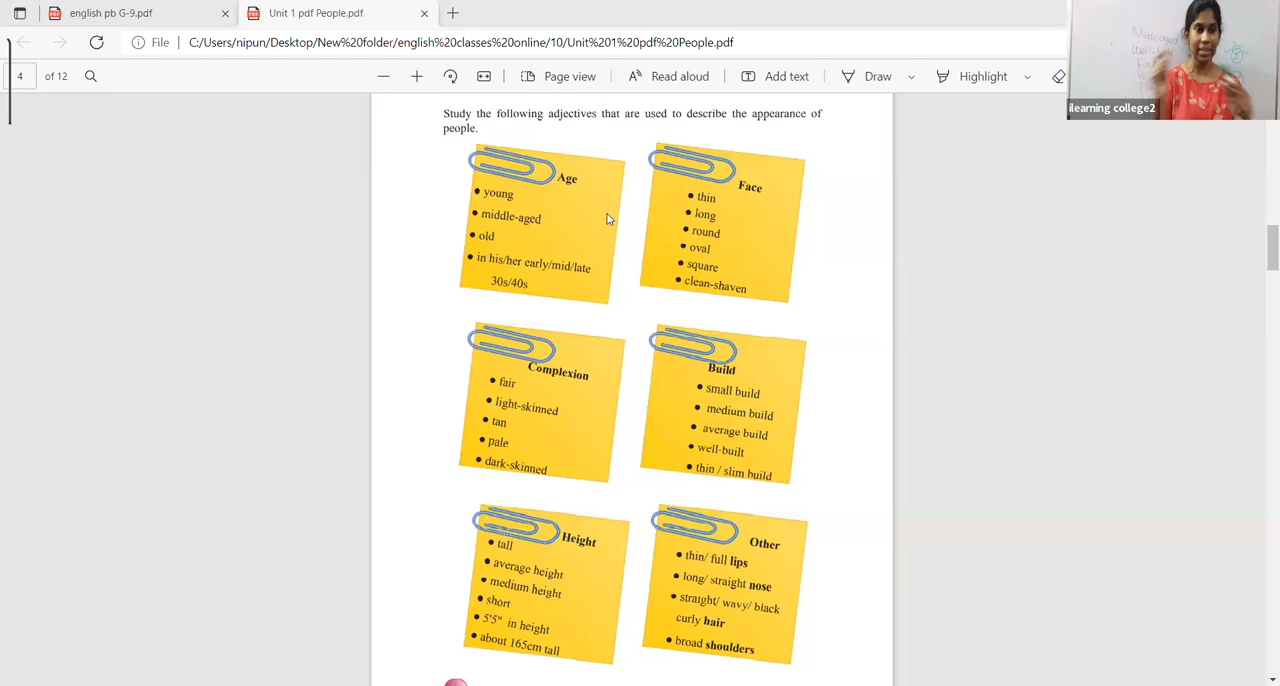 english pb G-9.pdf
Unit 1 pdf People.pdf
File
C:/Users/nipun/Desktop/New%20folder/english%20classes%20online/10/Unit%201%20pdf%20People.pdf
4 of 12
Page view
Read aloud
Add text
Draw
Highlight
ilearning college2
Study the following adjectives that are used to describe the appearance of
people.
Age
• young
• middle-aged
• old
• in his/her early/mid/late
30s/40s
Face
• thin
• long
• round
• oval
• square
• clean-shaven
Complexion
• fair
• light-skinned
• tan
• pale
• dark-skinned
Build
• small build
• medium build
• average build
• well-built
• thin / slim build
Height
• tall
• average height
• medium height
• short
• 5'5" in height
• about 165cm tall
Other
• thin/ full lips
• long/ straight nose
• straight/ wavy/ black
curly hair
• broad shoulders